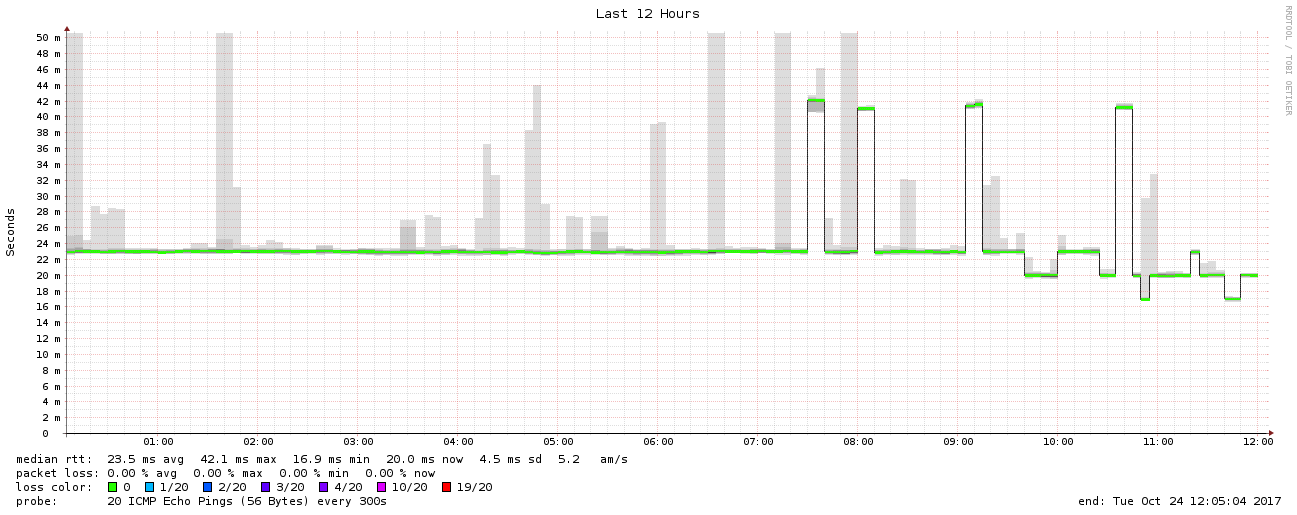 Last 12 Hours
RRDTOOL / TOBI OETIKER
Seconds
50 m
48 m
46 m
44 m
42 m
40 m
38 m
36 m
34 m
32 m
30 m
28 m
26 m
24 m
22 m
20 m
18 m
16 m
14 m
12 m
10 m
8 m
6 m
4 m
2 m
0
01:00 02:00 03:00 04:00 05:00 06:00 07:00 08:00 09:00 10:00 11:00 12:00
median rtt: 23.5 ms avg 42.1 ms max 16.9 ms min 20.0 ms now 4.5 ms sd 5.2 am/s
packet loss: 0.00 % avg 0.00 % max 0.00 % min 0.00 % now
loss color: 0 1/20 2/20 3/20 4/20 10/20 19/20
probe: 20 ICMP Echo Pings (56 Bytes) every 300s end: Tue Oct 24 12:05:04 2017